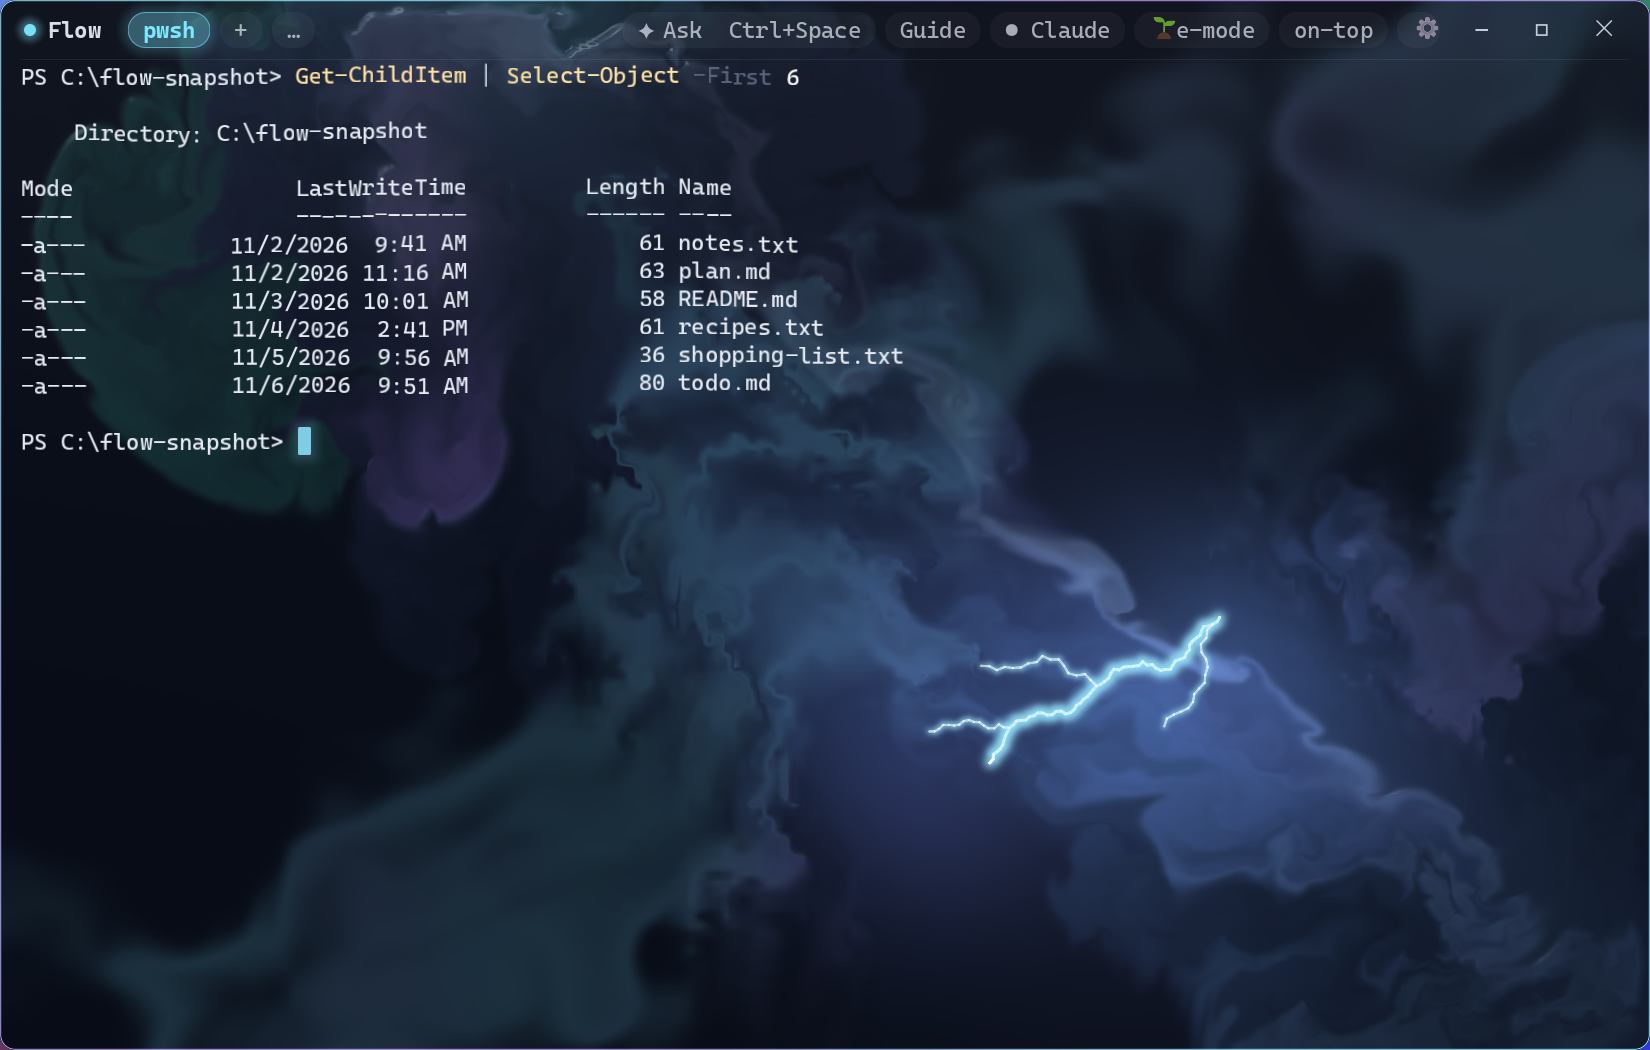 Flow pwsh + … ✦ Ask Ctrl+Space Guide ● Claude e-mode on-top
PS C:\flow-snapshot> Get-ChildItem | Select-Object -First 6
Directory: C:\flow-snapshot
Mode LastWriteTime Length Name
---- ------------- ------ ----
-a--- 11/2/2026 9:41 AM 61 notes.txt
-a--- 11/2/2026 11:16 AM 63 plan.md
-a--- 11/3/2026 10:01 AM 58 README.md
-a--- 11/4/2026 2:41 PM 61 recipes.txt
-a--- 11/5/2026 9:56 AM 36 shopping-list.txt
-a--- 11/6/2026 9:51 AM 80 todo.md
PS C:\flow-snapshot>